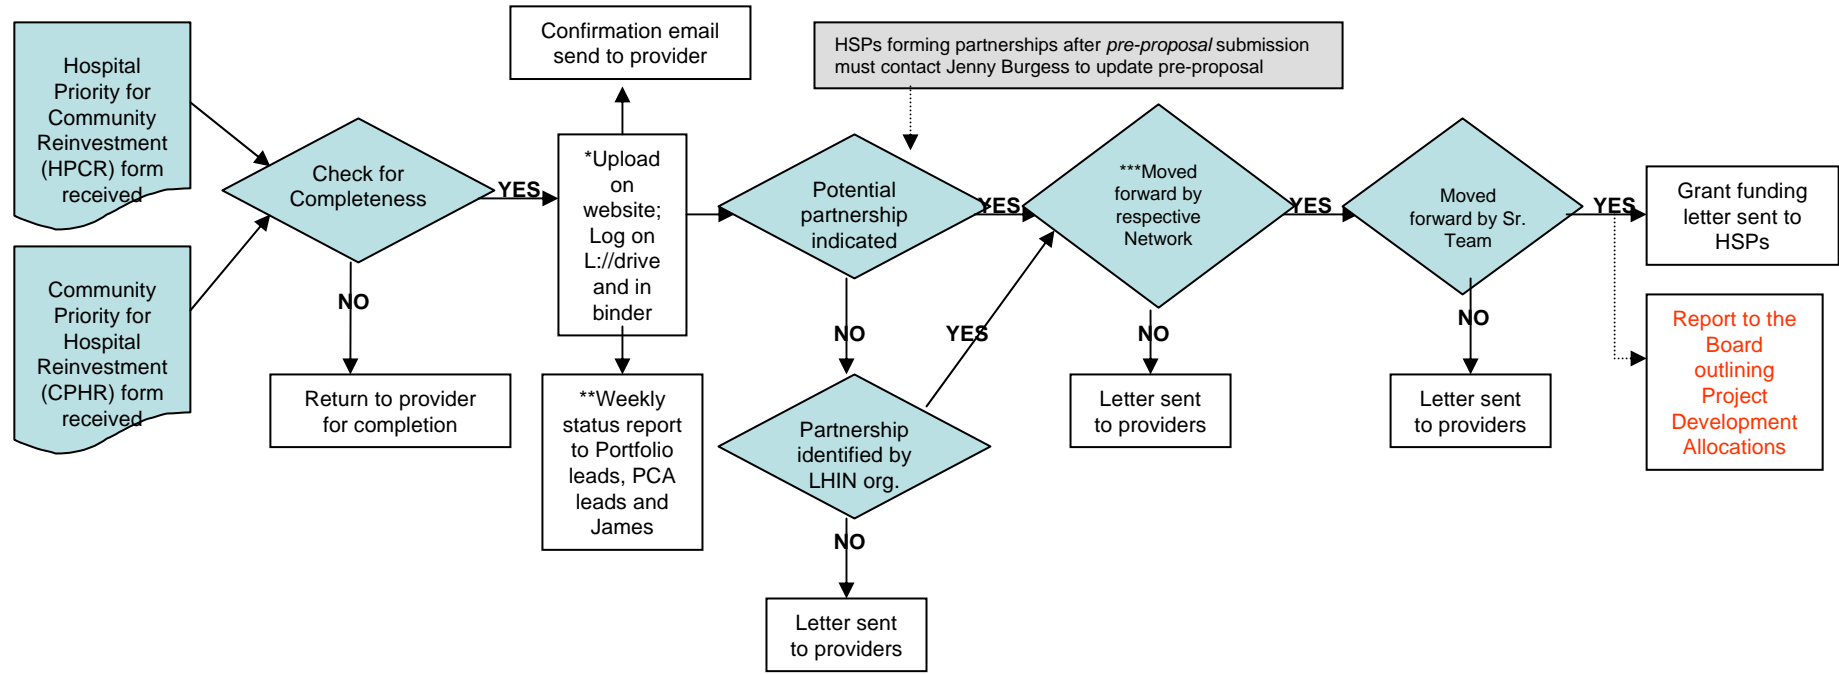 Hospital
Priority for
Community
Reinvestment
(HPCR) form
received
Community
Priority for
Hospital
Reinvestment
(CPHR) form
received
Check for
Completeness
YES
NO
Return to provider
for completion
Confirmation email
send to provider
*Upload
on
website;
Log on
L://drive
and in
binder
**Weekly
status report
to Portfolio
leads, PCA
leads and
James
HSPs forming partnerships after pre-proposal submission
must contact Jenny Burgess to update pre-proposal
Potential
partnership
indicated
YES
NO
Partnership
identified by
LHIN org.
YES
NO
Letter sent
to providers
***Moved
forward by
respective
Network
YES
NO
Letter sent
to providers
Moved
forward by Sr.
Team
YES
NO
Letter sent
to providers
Grant funding
letter sent to
HSPs
Report to the
Board
outlining
Project
Development
Allocations